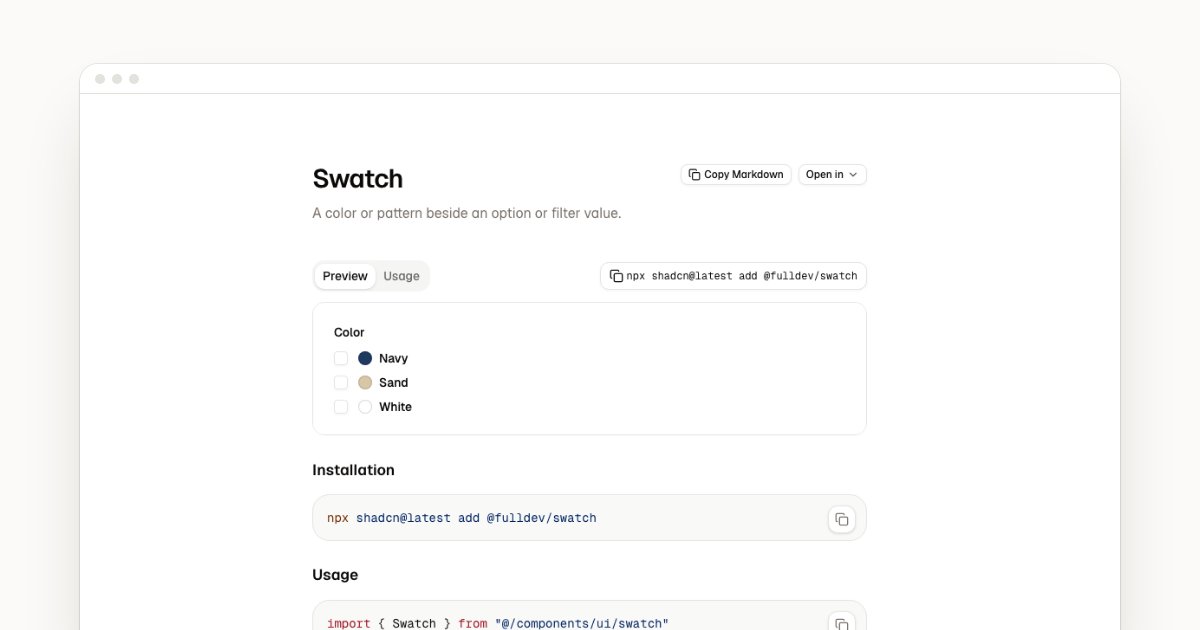 Swatch
Copy Markdown
Open in
A color or pattern beside an option or filter value.
Preview
Usage
npx shadcn@latest add @fulldev/swatch
Color
Navy
Sand
White
Installation
npx shadcn@latest add @fulldev/swatch
Usage
import { Swatch } from "@/components/ui/swatch"